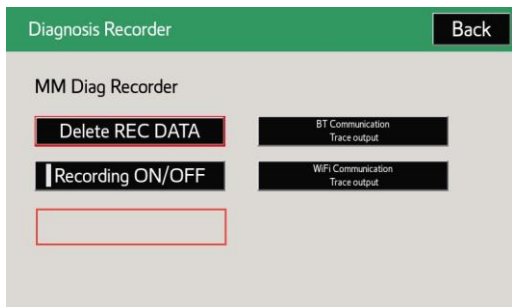 Diagnosis Recorder
Back
MM Diag Recorder
Delete REC DATA
BT Communication
Trace output
Recording ON/OFF
WiFi Communication
Trace output